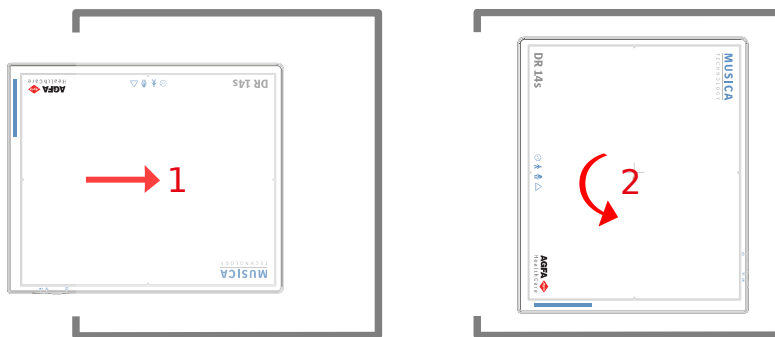 AGFA
HealthCare
DR 14s
1
MUSICA
TECHNOLOGY
DR 14s
MUSICA
TECHNOLOGY
2
AGFA
HealthCare